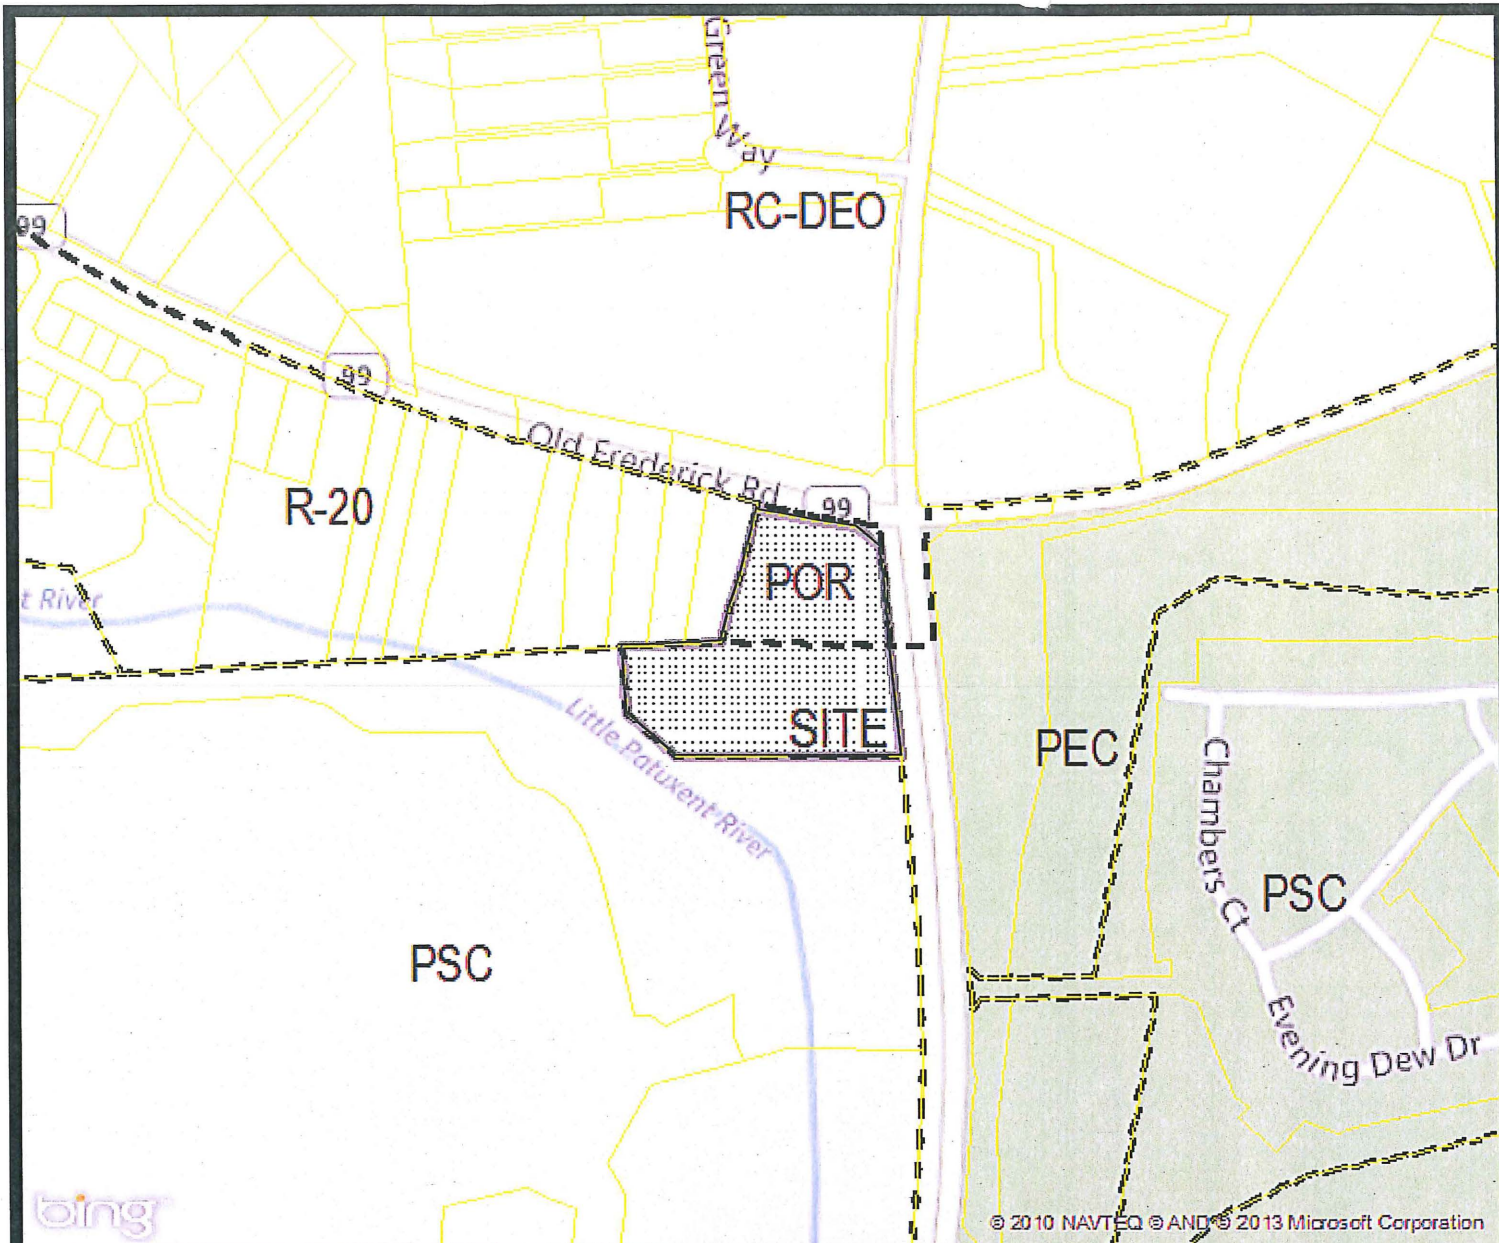 Green Way
RC-DEO
99
99
Old Frederick Rd
99
R-20
POR
t River
SITE
Little Patuxent River
PEC
Chambers Ct
PSC
PSC
Evening Dew Dr
bing
© 2010 NAVTEQ © AND © 2013 Microsoft Corporation